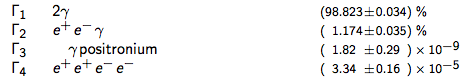 Γ₁ 2γ (98.823±0.034) %
Γ₂ e⁺ e⁻ γ ( 1.174±0.035) %
Γ₃ γ positronium ( 1.82 ±0.29 ) × 10⁻⁹
Γ₄ e⁺ e⁺ e⁻ e⁻ ( 3.34 ±0.16 ) × 10⁻⁵